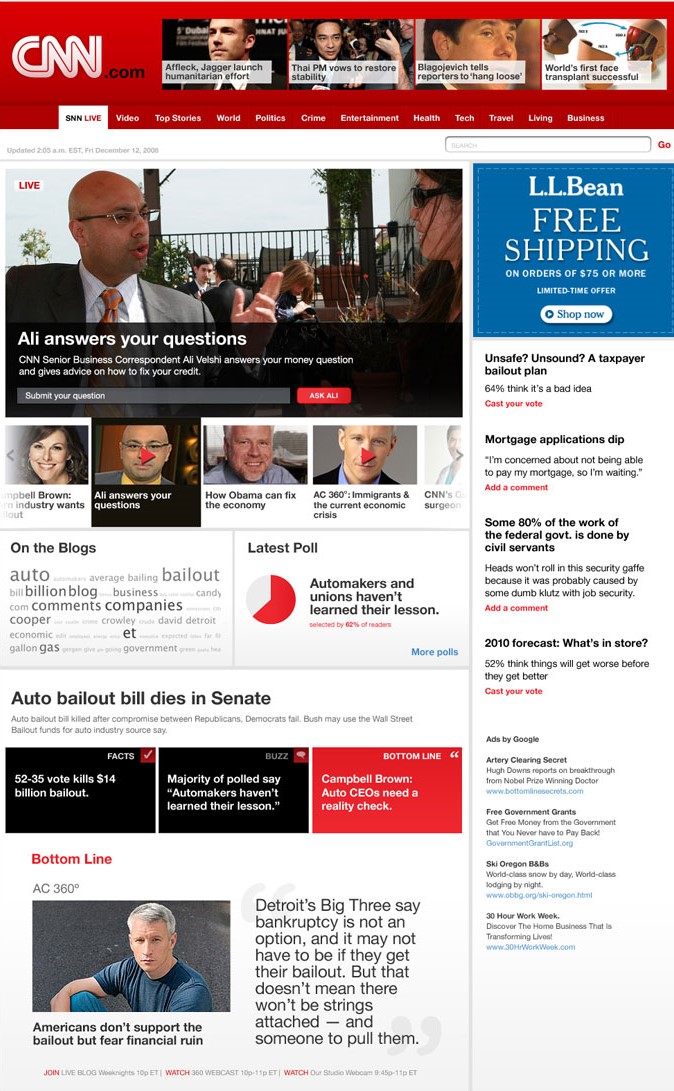 CNN.com
Affleck, Jagger launch
humanitarian effort
Thai PM vows to restore
stability
Blagojevich tells
reporters to 'hang loose'
World's first face
transplant successful
SNN LIVE
Video
Top Stories
World
Politics
Crime
Entertainment
Health
Tech
Travel
Living
Business
Updated 2:05 a.m. EST, Fri December 12, 2008
SEARCH
Go
LIVE
Ali answers your questions
CNN Senior Business Correspondent Ali Velshi answers your money question
and gives advice on how to fix your credit.
Submit your question
ASK ALI
mpbell Brown:
n industry wants
lout
Ali answers your
questions
How Obama can fix
the economy
AC 360°: Immigrants &
the current economic
crisis
CNN's G
surgeon
L.L.Bean
FREE
SHIPPING
ON ORDERS OF $75 OR MORE
LIMITED-TIME OFFER
Shop now
Unsafe? Unsound? A taxpayer
bailout plan
64% think it's a bad idea
Cast your vote
Mortgage applications dip
"I'm concerned about not being able
to pay my mortgage, so I'm waiting."
Add a comment
Some 80% of the work of
the federal govt. is done by
civil servants
Heads won't roll in this security gaffe
because it was probably caused by
some dumb klutz with job security.
Add a comment
2010 forecast: What's in store?
52% think things will get worse before
they get better
Cast your vote
On the Blogs
auto automakers average bailing bailout
bill billion blog business candy
com comments companies
cooper crime crowley crude david detroit
economic edit et executive expected fate far fil
gallon gas gergen give going government green hea
Latest Poll
Automakers and
unions haven't
learned their lesson.
selected by 62% of readers
More polls
Auto bailout bill dies in Senate
Auto bailout bill killed after compromise between Republicans, Democrats fail. Bush may use the Wall Street
Bailout funds for auto industry source say.
FACTS
52-35 vote kills $14
billion bailout.
BUZZ
Majority of polled say
"Automakers haven't
learned their lesson."
BOTTOM LINE
Campbell Brown:
Auto CEOs need a
reality check.
Bottom Line
AC 360°
Americans don't support the
bailout but fear financial ruin
Detroit's Big Three say
bankruptcy is not an
option, and it may not
have to be if they get
their bailout. But that
doesn't mean there
won't be strings
attached — and
someone to pull them.
JOIN LIVE BLOG Weeknights 10p ET | WATCH 360 WEBCAST 10p-11p ET | WATCH Our Studio Webcam 9:45p-11p ET
Ads by Google
Artery Clearing Secret
Hugh Downs reports on breakthrough
from Nobel Prize Winning Doctor
www.bottomlinesecrets.com
Free Government Grants
Get Free Money from the Government
that You Never have to Pay Back!
GovernmentGrantList.org
Ski Oregon B&Bs
World-class snow by day, World-class
lodging by night.
www.obbg.org/ski-oregon.html
30 Hour Work Week.
Discover The Home Business That Is
Transforming Lives!
www.30HrWorkWeek.com